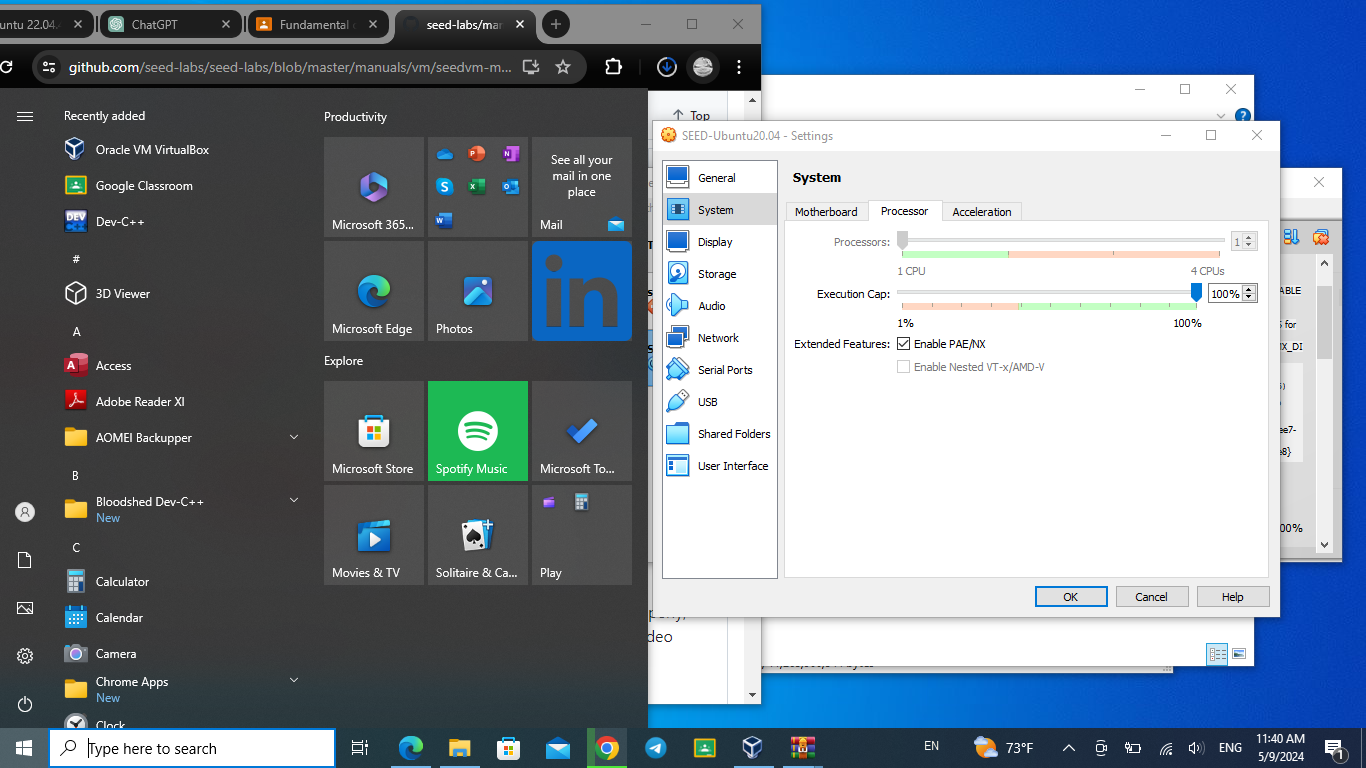 untu 22.04.
ChatGPT
Fundamental
seed-labs/mar
github.com/seed-labs/seed-labs/blob/master/manuals/vm/seedvm-m...
Top
Recently added
Oracle VM VirtualBox
Google Classroom
Dev-C++
#
3D Viewer
A
Access
Adobe Reader XI
AOMEI Backupper
B
Bloodshed Dev-C++
New
C
Calculator
Calendar
Camera
Chrome Apps
New
Clock
Productivity
Microsoft 365...
See all your
mail in one
place
Mail
Microsoft Edge
Photos
Explore
Microsoft Store
Spotify Music
Microsoft To...
Movies & TV
Solitaire & Ca...
Play
SEED-Ubuntu20.04 - Settings
General
System
Display
Storage
Audio
Network
Serial Ports
USB
Shared Folders
User Interface
System
Motherboard
Processor
Acceleration
Processors:
1
1 CPU
4 CPUs
Execution Cap:
100%
1%
100%
Extended Features:
Enable PAE/NX
Enable Nested VT-x/AMD-V
OK
Cancel
Help
ABLE
for
X_DI
ee7-
e8}
00%
deo
Type here to search
EN
73°F
ENG
11:40 AM
5/9/2024
1